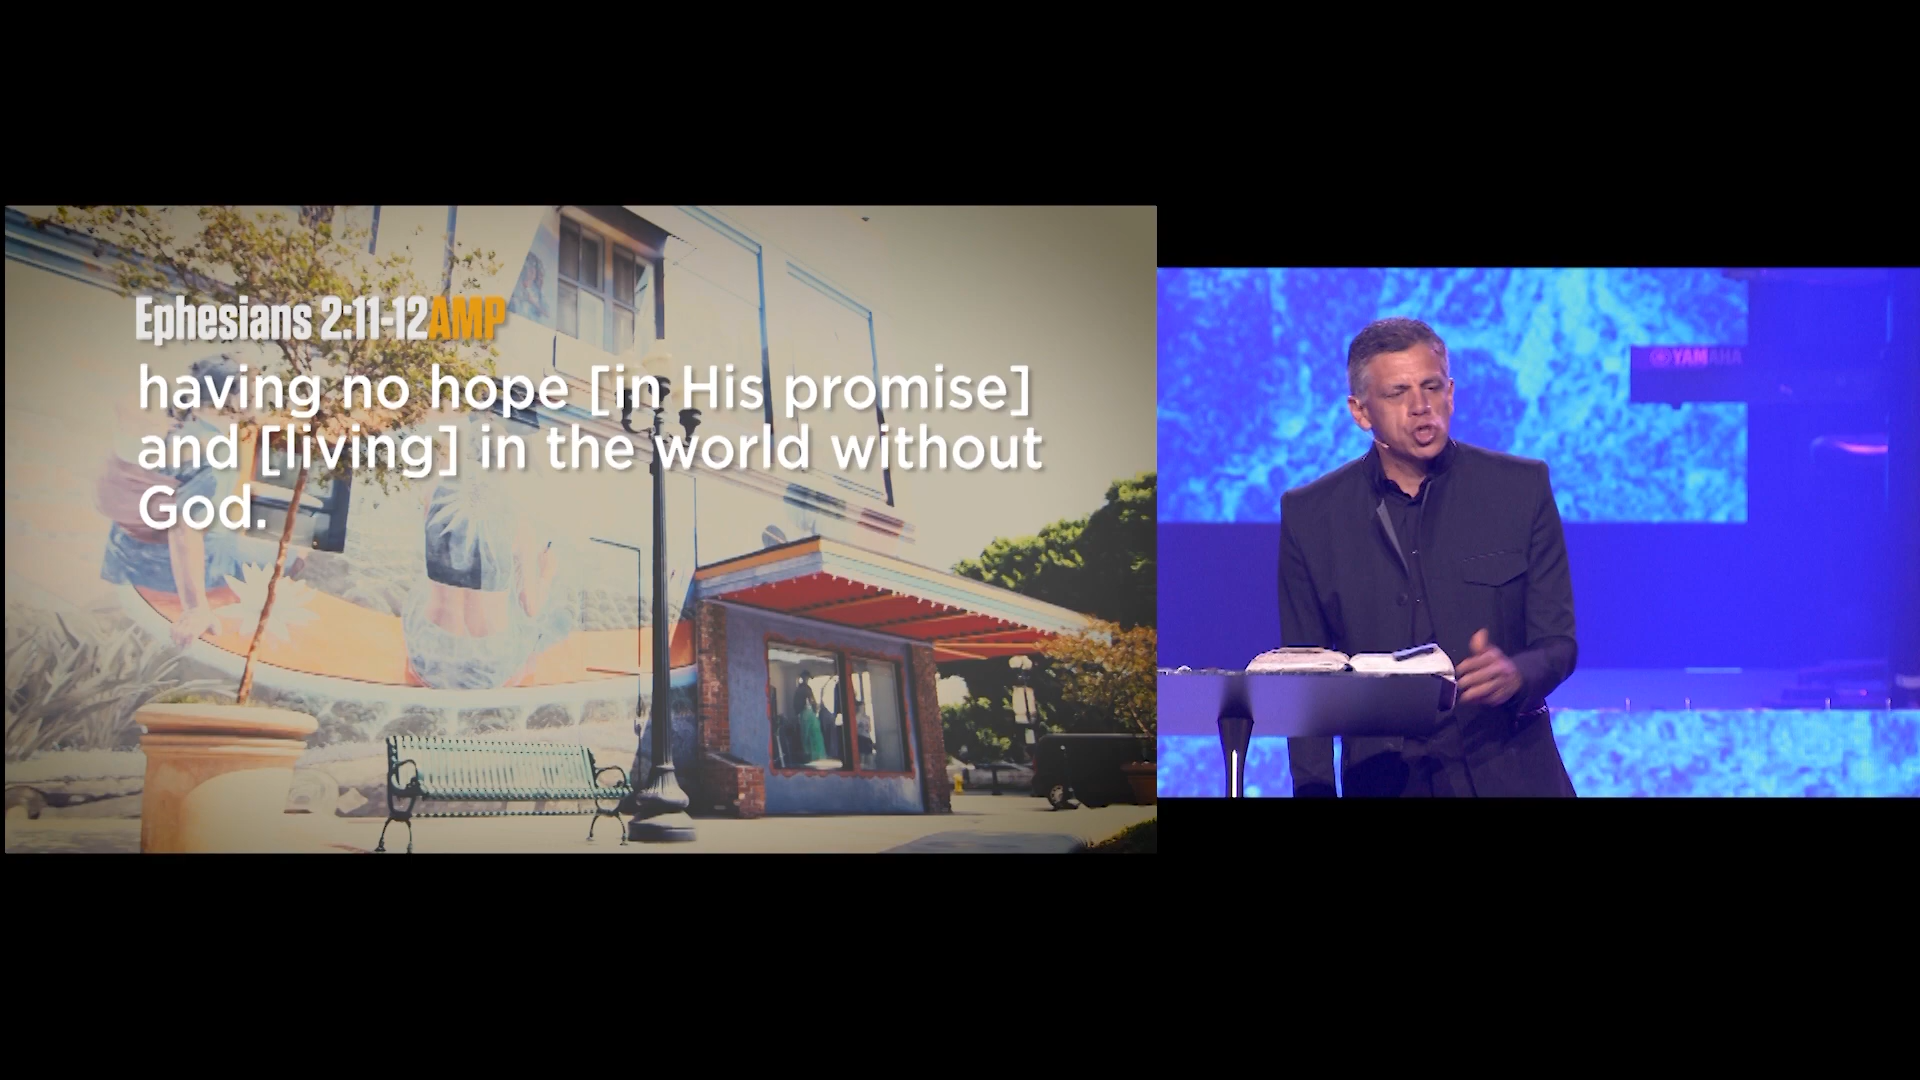 Ephesians 2:11-12AMP
having no hope [in His promise]
and [living] in the world without
God.
YAMAHA